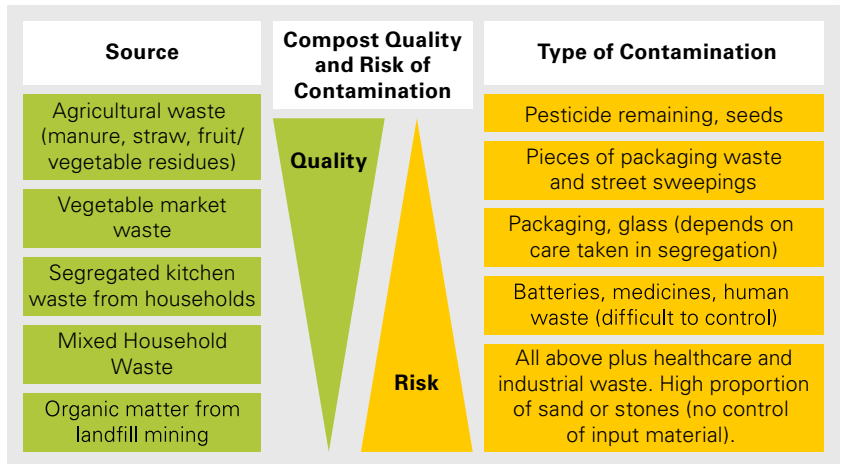 Source
Compost Quality
and Risk of
Contamination
Type of Contamination
Agricultural waste
(manure, straw, fruit/
vegetable residues)
Vegetable market
waste
Segregated kitchen
waste from households
Mixed Household
Waste
Organic matter from
landfill mining
Quality
Risk
Pesticide remaining, seeds
Pieces of packaging waste
and street sweepings
Packaging, glass (depends on
care taken in segregation)
Batteries, medicines, human
waste (difficult to control)
All above plus healthcare and
industrial waste. High proportion
of sand or stones (no control
of input material).